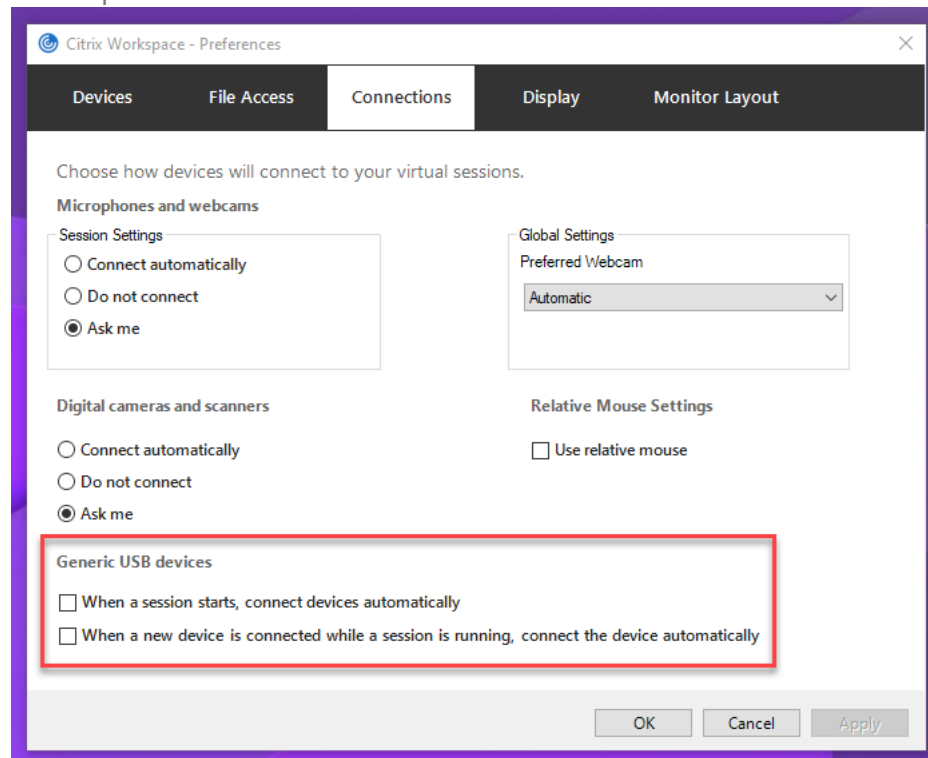 Citrix Workspace - Preferences
Devices File Access Connections Display Monitor Layout
Choose how devices will connect to your virtual sessions.
Microphones and webcams
Session Settings
Connect automatically
Do not connect
Ask me
Global Settings
Preferred Webcam
Automatic
Digital cameras and scanners
Connect automatically
Do not connect
Ask me
Relative Mouse Settings
Use relative mouse
Generic USB devices
When a session starts, connect devices automatically
When a new device is connected while a session is running, connect the device automatically
OK Cancel Apply